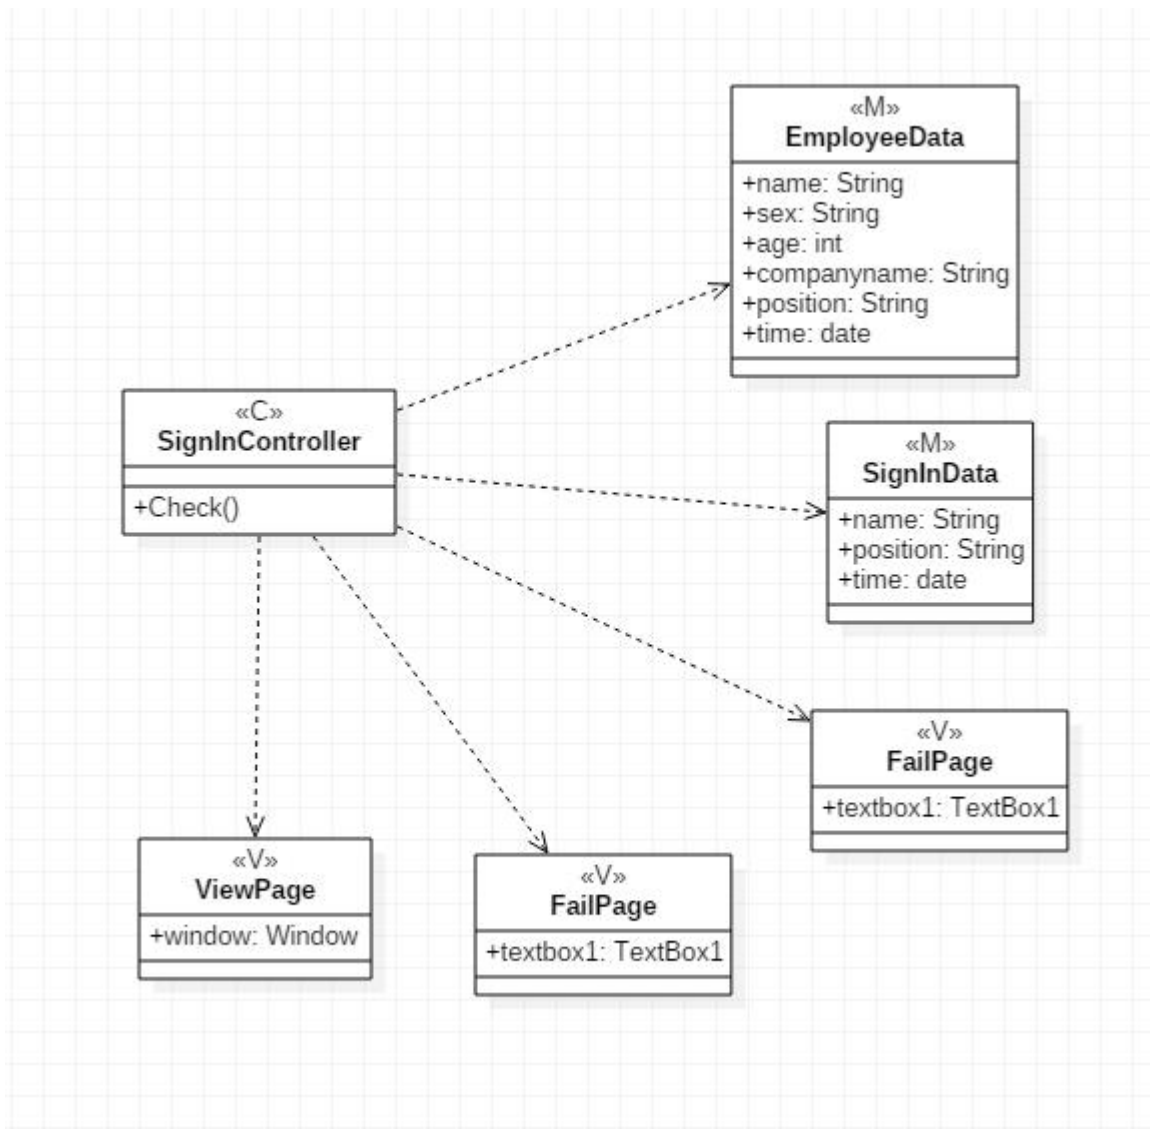 «M»
EmployeeData
+name: String
+sex: String
+age: int
+companyname: String
+position: String
+time: date
«C»
SignInController
+Check()
«M»
SignInData
+name: String
+position: String
+time: date
«V»
FailPage
+textbox1: TextBox1
«V»
ViewPage
+window: Window
«V»
FailPage
+textbox1: TextBox1